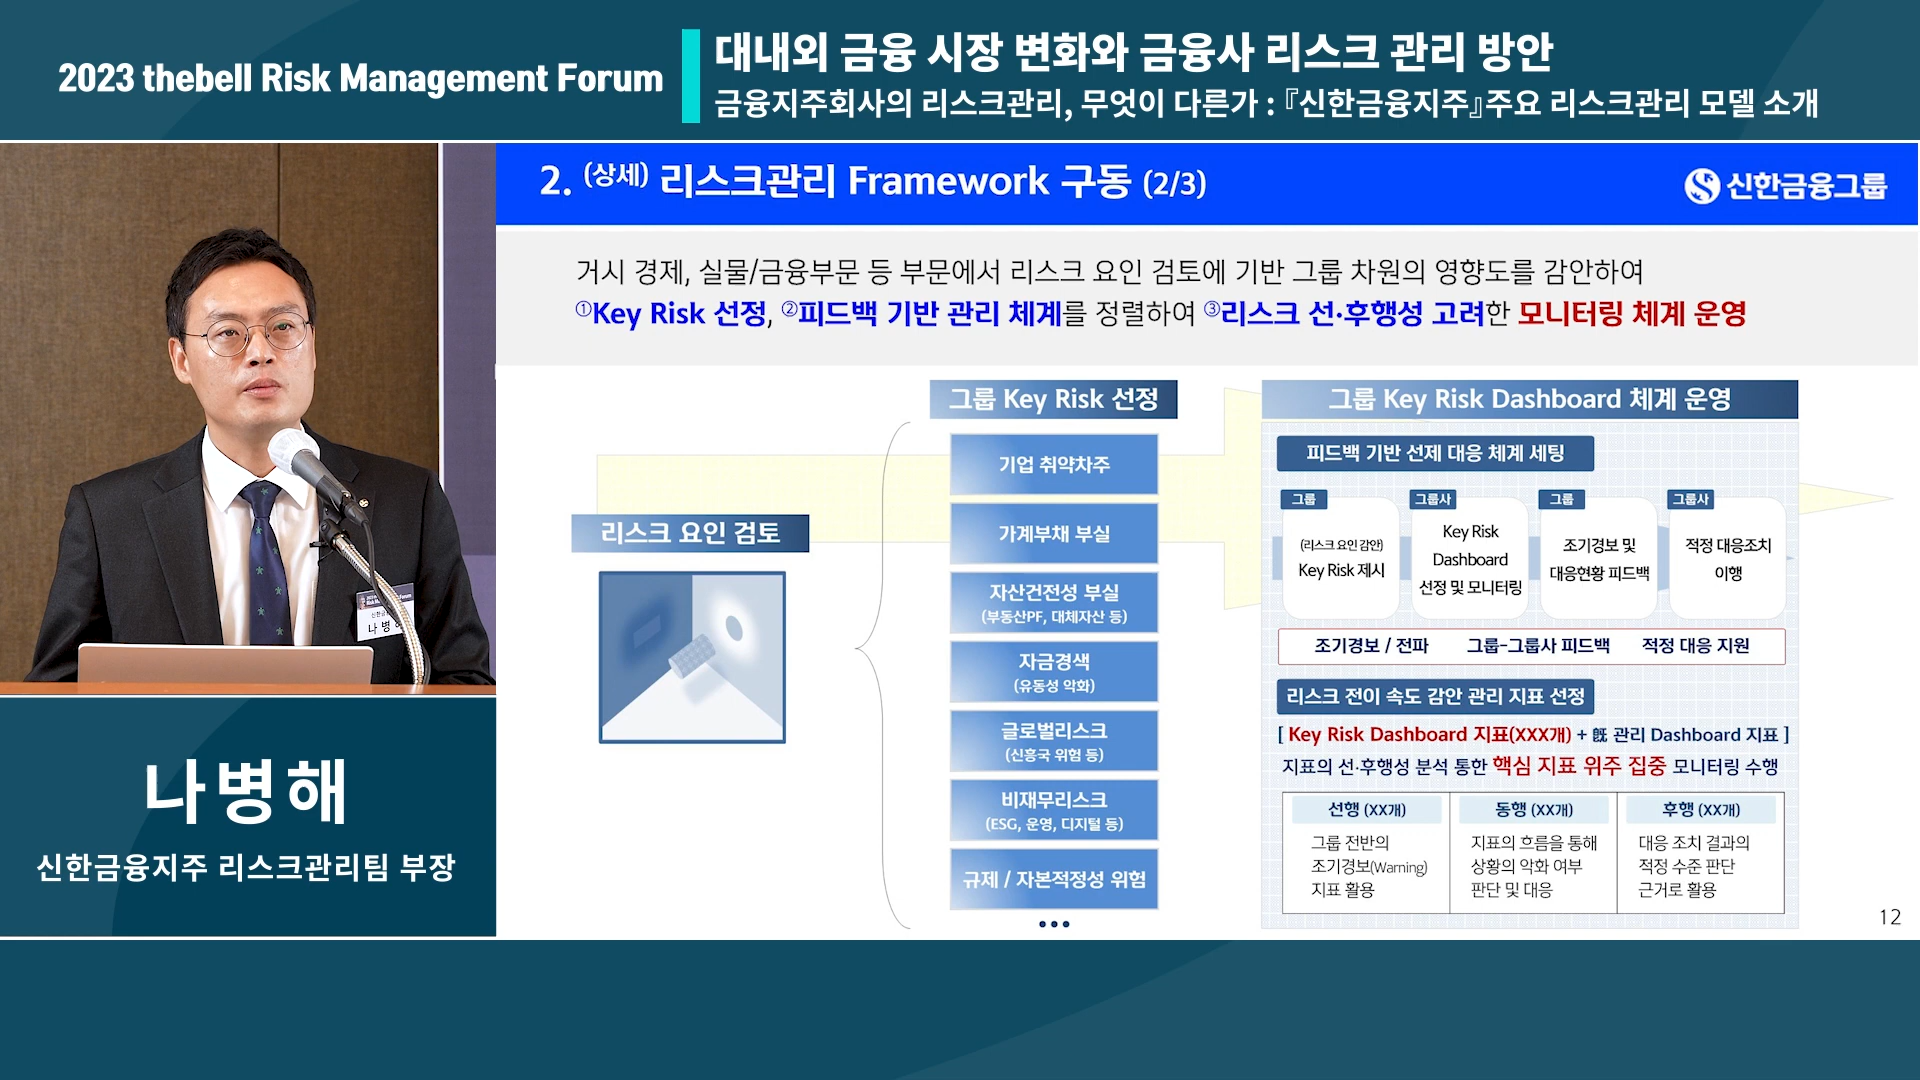 2023 thebell Risk Management Forum
대내외 금융 시장 변화와 금융사 리스크 관리 방안
금융지주회사의 리스크관리, 무엇이 다른가 : 『신한금융지주』주요 리스크관리 모델 소개
2. (상세) 리스크관리 Framework 구동 (2/3)
신한금융그룹
거시 경제, 실물/금융부문 등 부문에서 리스크 요인 검토에 기반 그룹 차원의 영향도를 감안하여
①Key Risk 선정, ②피드백 기반 관리 체계를 정렬하여 ③리스크 선·후행성 고려한 모니터링 체계 운영
리스크 요인 검토
그룹 Key Risk 선정
기업 취약차주
가계부채 부실
자산건전성 부실
(부동산PF, 대체자산 등)
자금경색
(유동성 악화)
글로벌리스크
(신흥국 위험 등)
비재무리스크
(ESG, 운영, 디지털 등)
규제 / 자본적정성 위험
•••
그룹 Key Risk Dashboard 체계 운영
피드백 기반 선제 대응 체계 세팅
그룹
(리스크 요인 감안)
Key Risk 제시
그룹사
Key Risk
Dashboard
선정 및 모니터링
그룹
조기경보 및
대응현황 피드백
그룹사
적정 대응조치
이행
조기경보 / 전파 그룹-그룹사 피드백 적정 대응 지원
리스크 전이 속도 감안 관리 지표 선정
[ Key Risk Dashboard 지표(XXX개) + 旣 관리 Dashboard 지표 ]
지표의 선·후행성 분석 통한 핵심 지표 위주 집중 모니터링 수행
선행 (XX개)
그룹 전반의
조기경보(Warning)
지표 활용
동행 (XX개)
지표의 흐름을 통해
상황의 악화 여부
판단 및 대응
후행 (XX개)
대응 조치 결과의
적정 수준 판단
근거로 활용
12
나병해
신한금융지주 리스크관리팀 부장